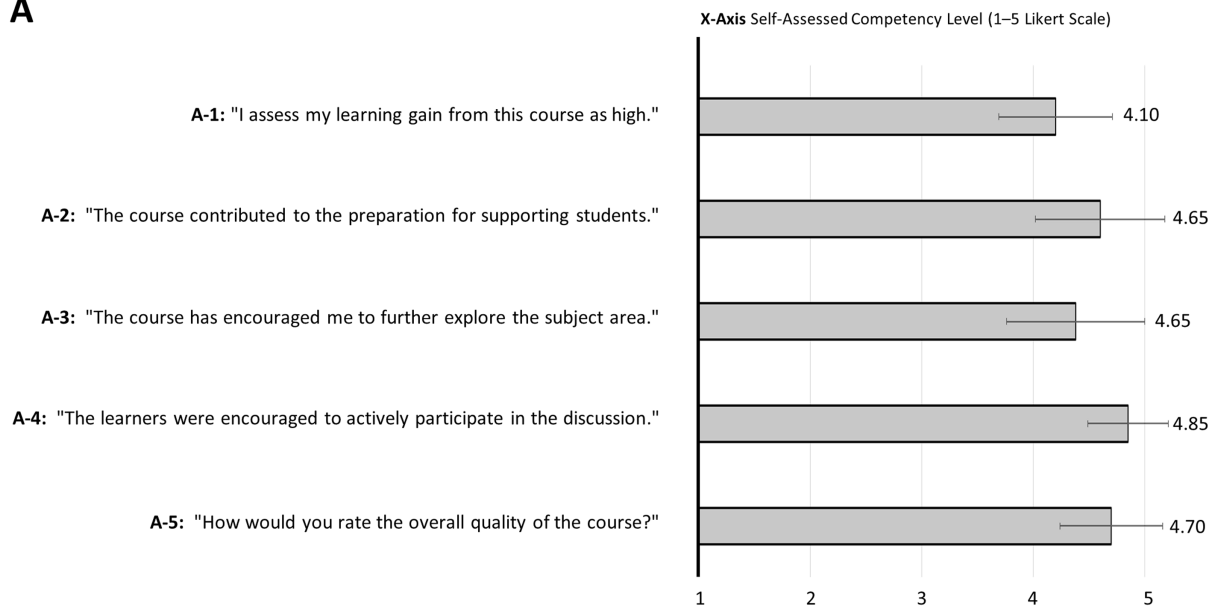 A
X-Axis Self-Assessed Competency Level (1–5 Likert Scale)
A-1: "I assess my learning gain from this course as high."
4.10
A-2: "The course contributed to the preparation for supporting students."
4.65
A-3: "The course has encouraged me to further explore the subject area."
4.65
A-4: "The learners were encouraged to actively participate in the discussion."
4.85
A-5: "How would you rate the overall quality of the course?"
4.70
1 2 3 4 5